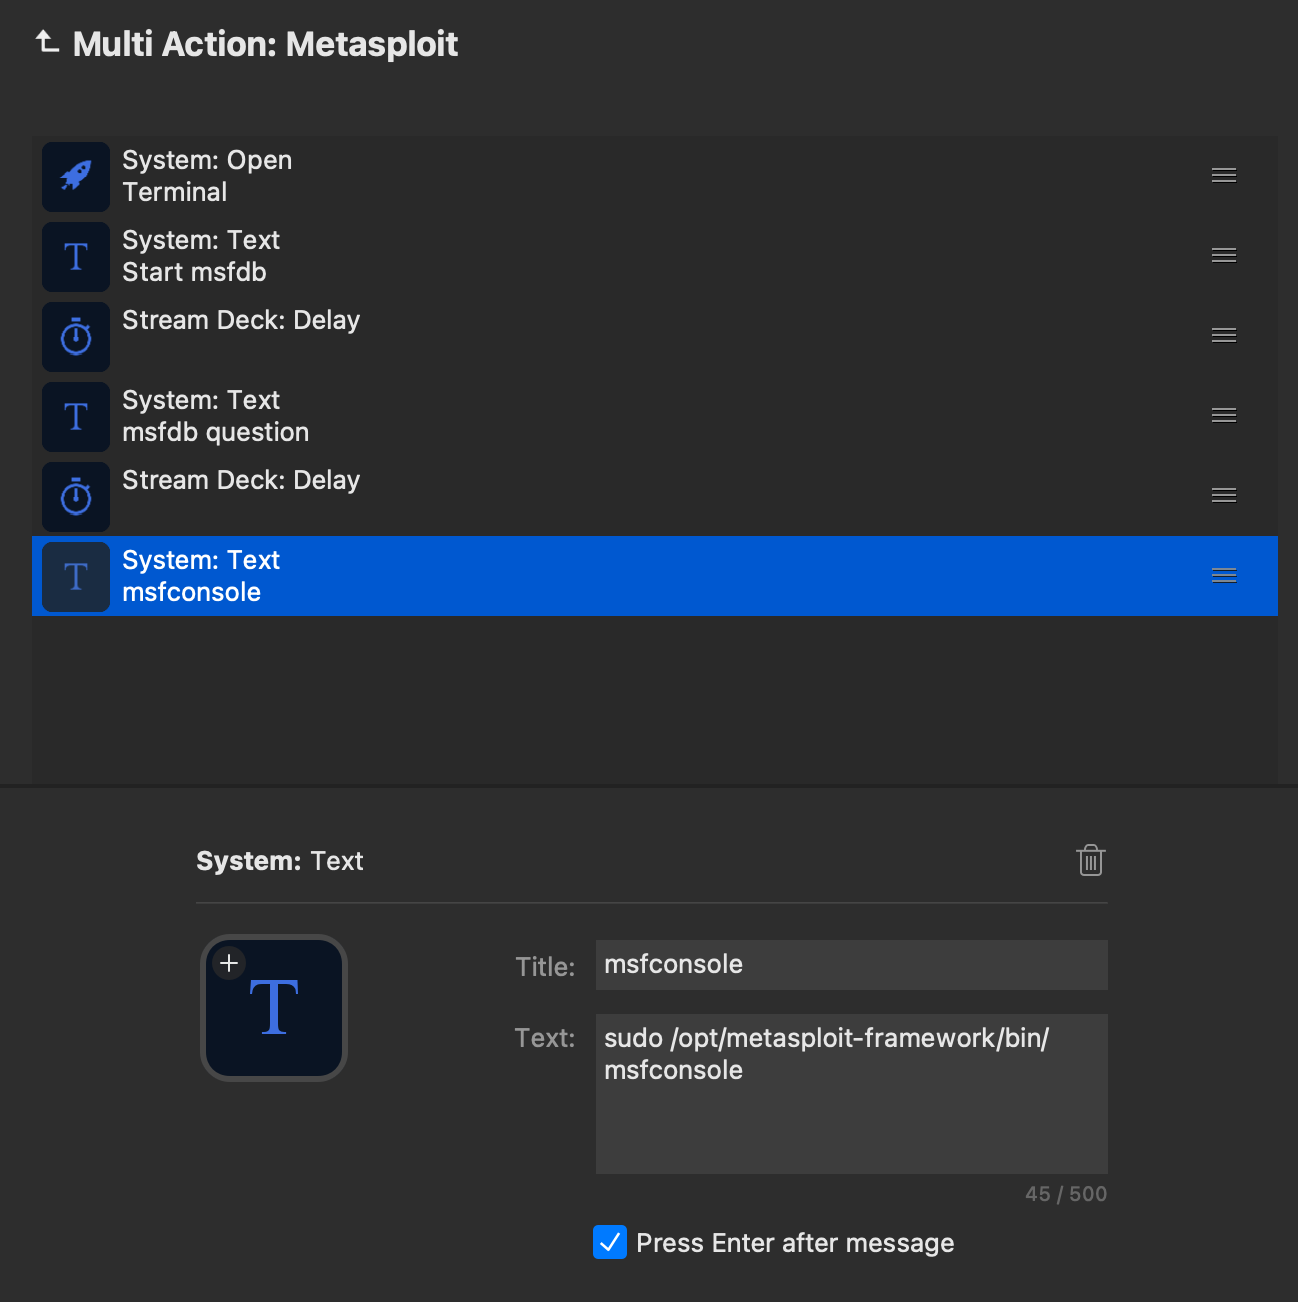 Multi Action: Metasploit
System: Open
Terminal
System: Text
Start msfdb
Stream Deck: Delay
System: Text
msfdb question
Stream Deck: Delay
System: Text
msfconsole
System: Text
Title: msfconsole
Text: sudo /opt/metasploit-framework/bin/
msfconsole
45 / 500
Press Enter after message